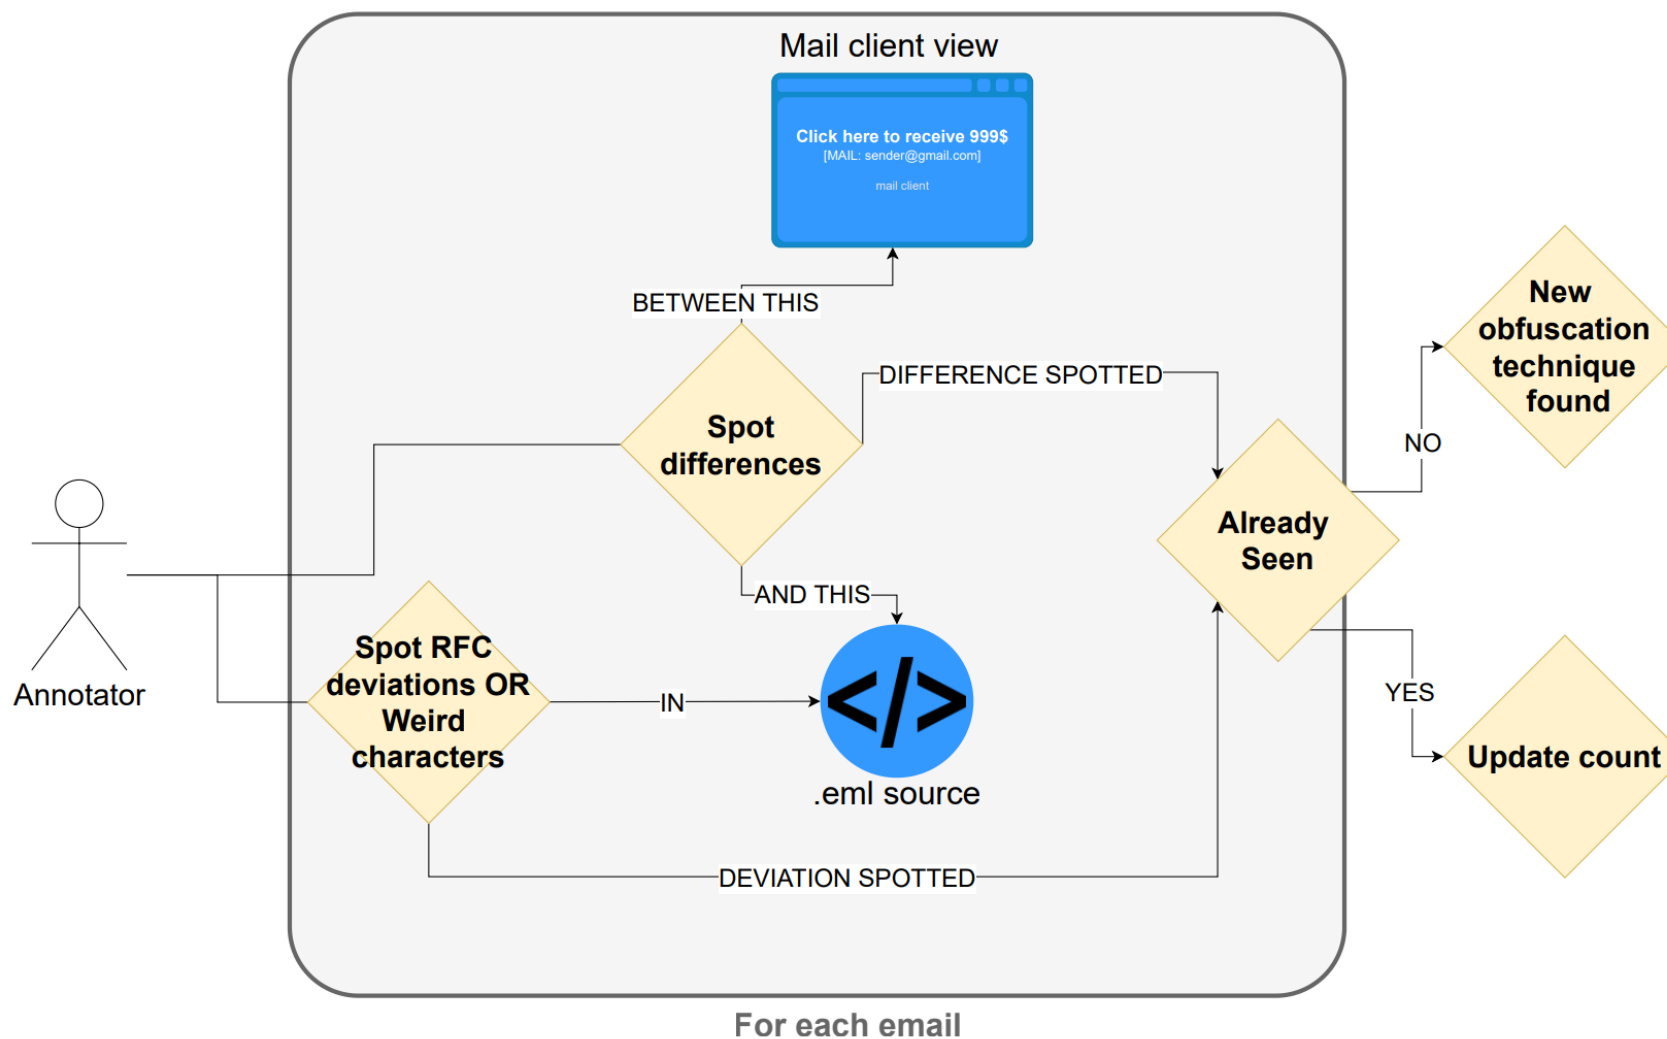 Mail client view
Click here to receive 999$
[MAIL: sender@gmail.com]
mail client
BETWEEN THIS
Spot
differences
DIFFERENCE SPOTTED
AND THIS
Annotator
Spot RFC
deviations OR
Weird
characters
IN
</>
.eml source
DEVIATION SPOTTED
Already
Seen
NO
New
obfuscation
technique
found
YES
Update count
For each email